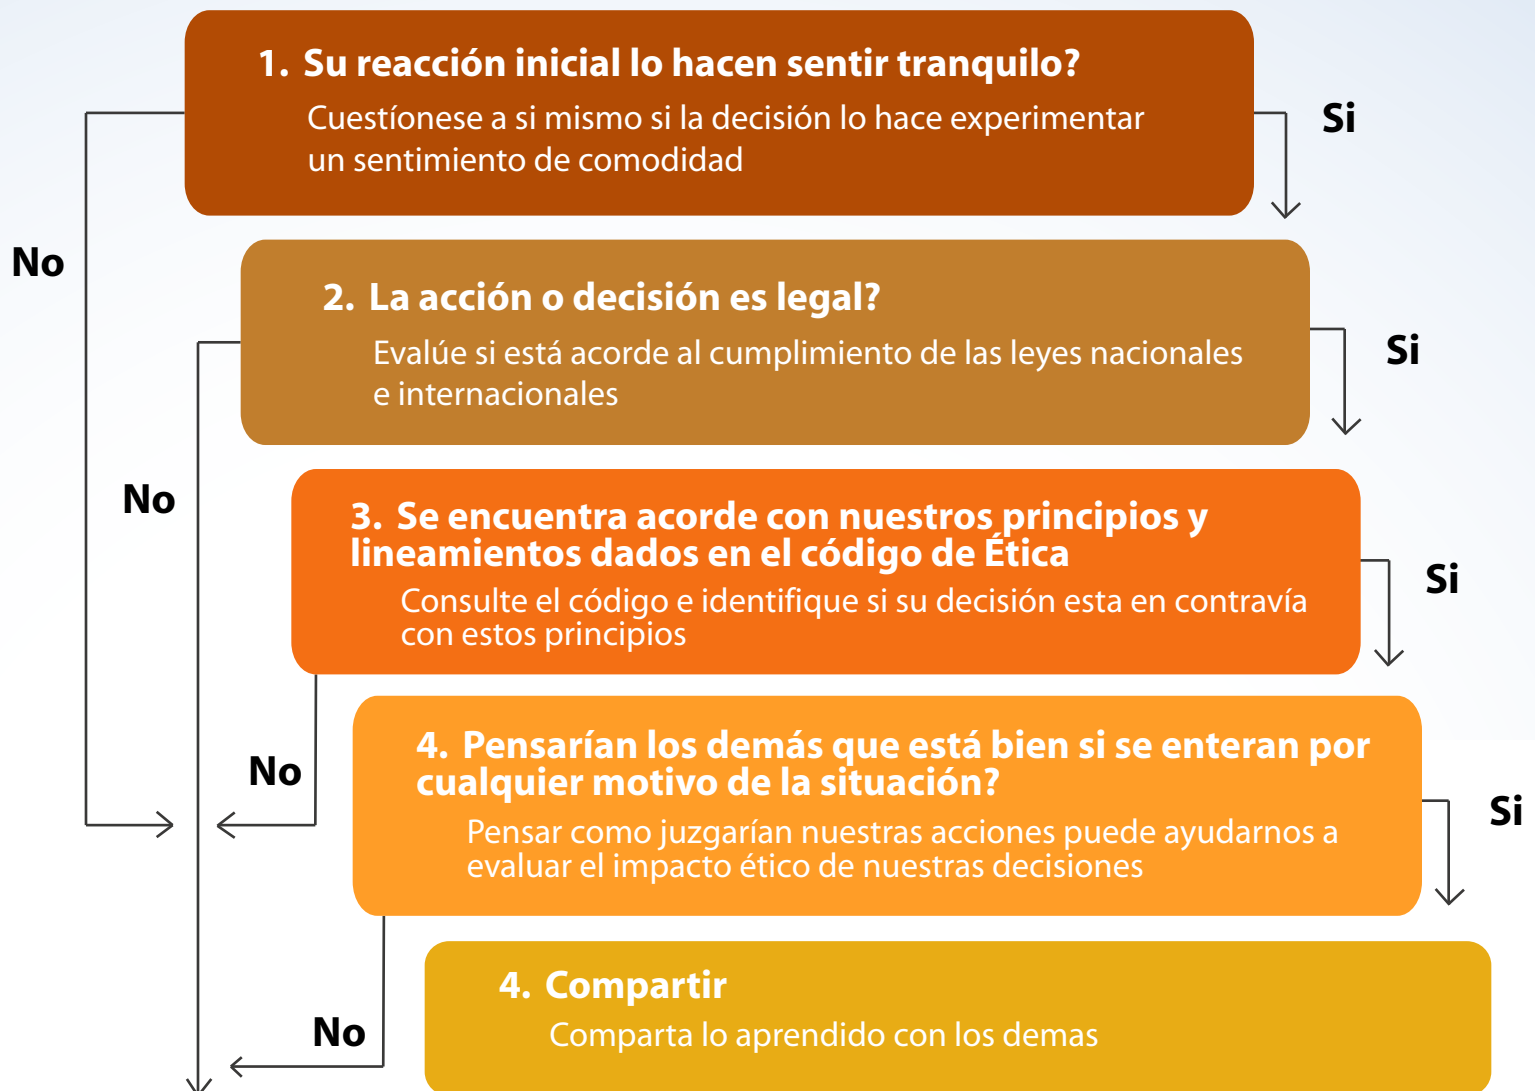 1. Su reacción inicial lo hacen sentir tranquilo?
Cuestíonese a si mismo si la decisión lo hace experimentar
un sentimiento de comodidad
Si
No
2. La acción o decisión es legal?
Evalúe si está acorde al cumplimiento de las leyes nacionales
e internacionales
Si
No
3. Se encuentra acorde con nuestros principios y
lineamientos dados en el código de Ética
Consulte el código e identifique si su decisión esta en contravía
con estos principios
Si
No
4. Pensarían los demás que está bien si se enteran por
cualquier motivo de la situación?
Pensar como juzgarían nuestras acciones puede ayudarnos a
evaluar el impacto ético de nuestras decisiones
Si
No
4. Compartir
Comparta lo aprendido con los demas